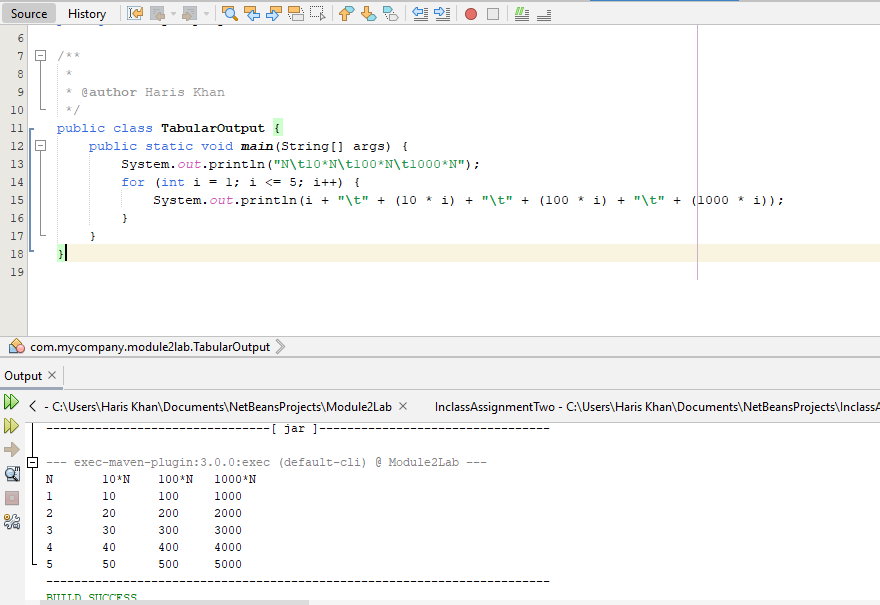 Source History
6
7 /**
8 *
9 * @author Haris Khan
10 */
11 public class TabularOutput {
12 public static void main(String[] args) {
13 System.out.println("N\t10*N\t100*N\t1000*N");
14 for (int i = 1; i <= 5; i++) {
15 System.out.println(i + "\t" + (10 * i) + "\t" + (100 * i) + "\t" + (1000 * i));
16 }
17 }
18 }
19
com.mycompany.module2lab.TabularOutput
Output
- C:\Users\Haris Khan\Documents\NetBeansProjects\Module2Lab InclassAssignmentTwo - C:\Users\Haris Khan\Documents\NetBeansProjects\InclassA
--------------------------------[ jar ]---------------------------------
--- exec-maven-plugin:3.0.0:exec (default-cli) @ Module2Lab ---
N 10*N 100*N 1000*N
1 10 100 1000
2 20 200 2000
3 30 300 3000
4 40 400 4000
5 50 500 5000
------------------------------------------------------------------------
BUILD SUCCESS